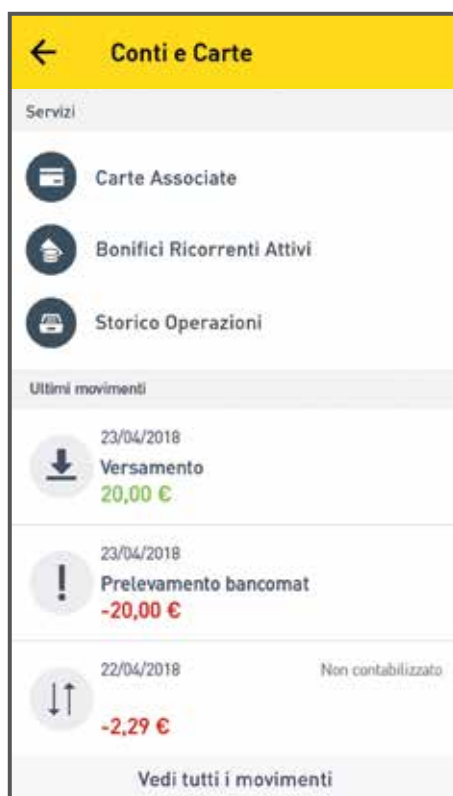 Conti e Carte
Servizi
Carte Associate
Bonifici Ricorrenti Attivi
Storico Operazioni
Ultimi movimenti
23/04/2018
Versamento
20,00 €
23/04/2018
Prelevamento bancomat
-20,00 €
22/04/2018 Non contabilizzato
-2,29 €
Vedi tutti i movimenti